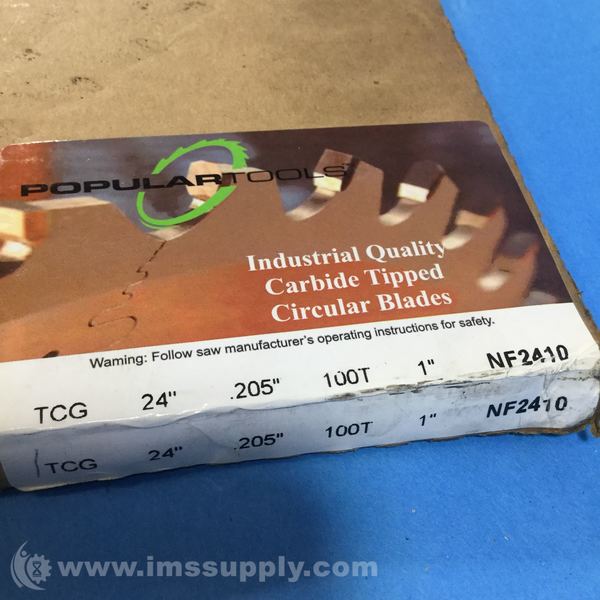 POPULARTOOLS
Industrial Quality
Carbide Tipped
Circular Blades
Waming: Follow saw manufacturer's operating instructions for safety.
TCG 24" .205" 100T 1" NF2410
TCG 24" .205" 100T 1" NF2410
www.imssupply.com